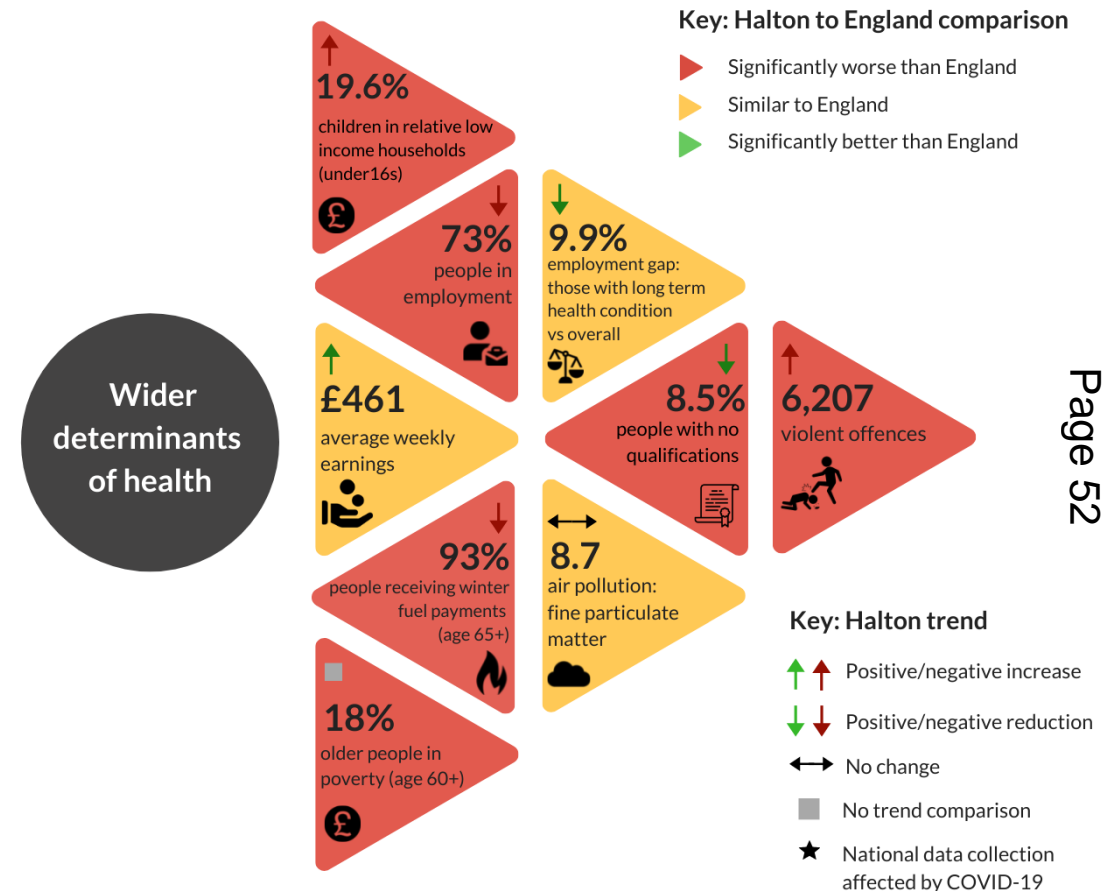 Key: Halton to England comparison
Significantly worse than England
Similar to England
Significantly better than England
19.6%
children in relative low
income households
(under16s)
£
73%
people in
employment
9.9%
employment gap:
those with long term
health condition
vs overall
Wider
determinants
of health
£461
average weekly
earnings
8.5%
people with no
qualifications
6,207
violent offences
Page 52
93%
people receiving winter
fuel payments
(age 65+)
8.7
air pollution:
fine particulate
matter
18%
older people in
poverty (age 60+)
£
Key: Halton trend
Positive/negative increase
Positive/negative reduction
No change
No trend comparison
National data collection
affected by COVID-19